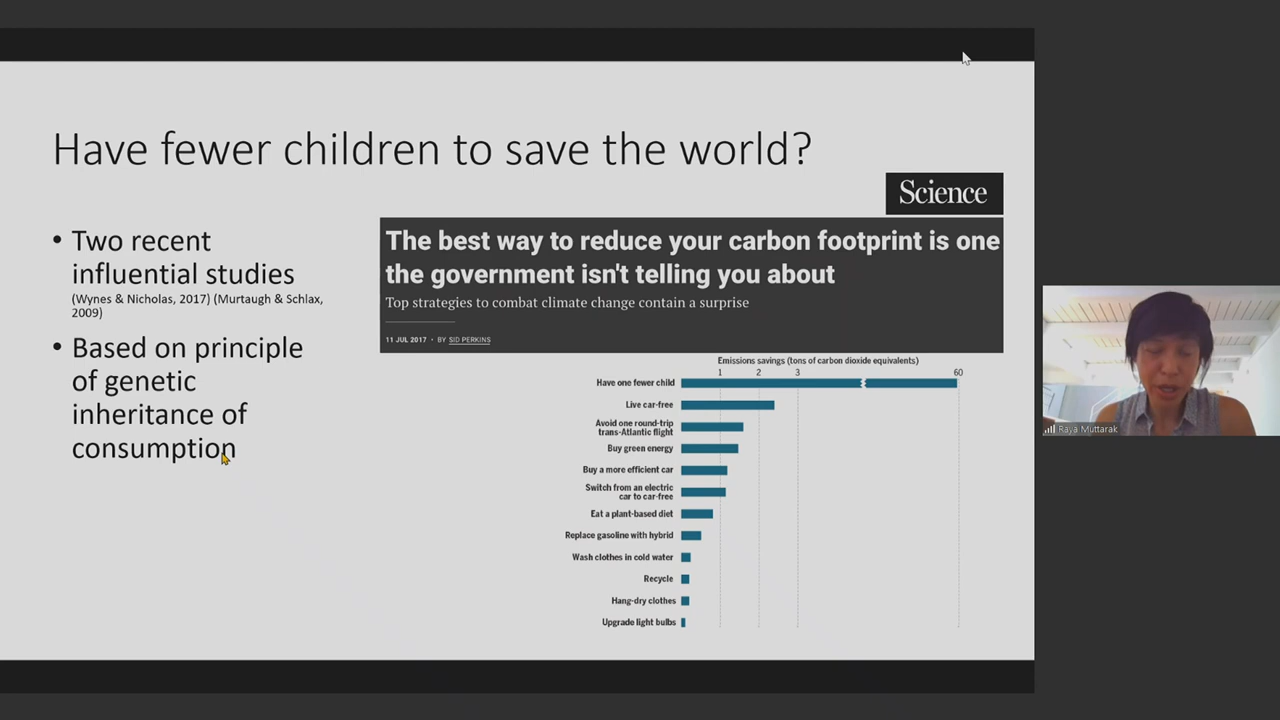 Have fewer children to save the world?
• Two recent
influential studies
(Wynes & Nicholas, 2017) (Murtaugh & Schlax,
2009)
• Based on principle
of genetic
inheritance of
consumption
Science
The best way to reduce your carbon footprint is one
the government isn't telling you about
Top strategies to combat climate change contain a surprise
11 JUL 2017 • BY SID PERKINS
Emissions savings (tons of carbon dioxide equivalents)
1 2 3 60
Have one fewer child
Live car-free
Avoid one round-trip
trans-Atlantic flight
Buy green energy
Buy a more efficient car
Switch from an electric
car to car-free
Eat a plant-based diet
Replace gasoline with hybrid
Wash clothes in cold water
Recycle
Hang-dry clothes
Upgrade light bulbs
Raya Muttarak